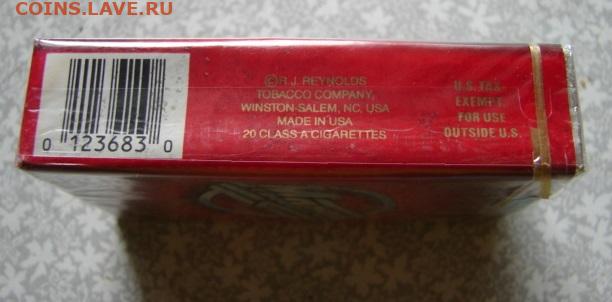 COINS.LAVE.RU
© R.J. REYNOLDS
TOBACCO COMPANY,
WINSTON-SALEM, NC, USA
MADE IN USA
20 CLASS A CIGARETTES
U.S. TAX
EXEMPT.
FOR USE
OUTSIDE U.S.
0 123683 0